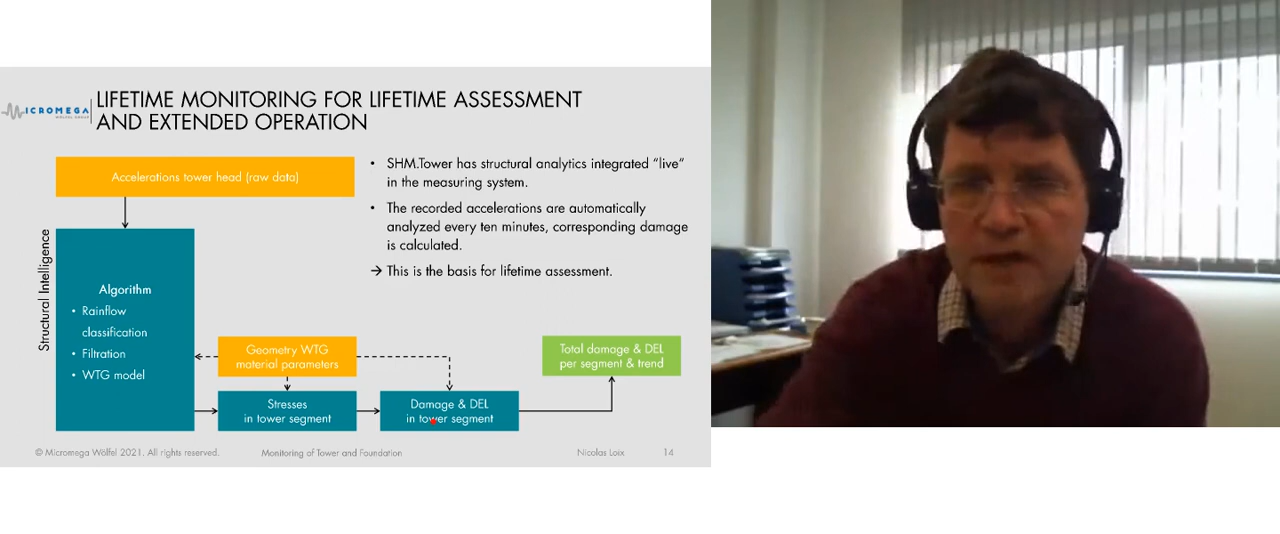 ICROMEGA
WÖLFEL GROUP
LIFETIME MONITORING FOR LIFETIME ASSESSMENT
AND EXTENDED OPERATION
Accelerations tower head (raw data)
• SHM.Tower has structural analytics integrated “live”
in the measuring system.
• The recorded accelerations are automatically
analyzed every ten minutes, corresponding damage
is calculated.
→ This is the basis for lifetime assessment.
Structural Intelligence
Algorithm
• Rainflow
classification
• Filtration
• WTG model
Geometry WTG
material parameters
Total damage & DEL
per segment & trend
Stresses
in tower segment
Damage & DEL
in tower segment
© Micromega Wölfel 2021. All rights reserved.
Monitoring of Tower and Foundation
Nicolas Loix
14